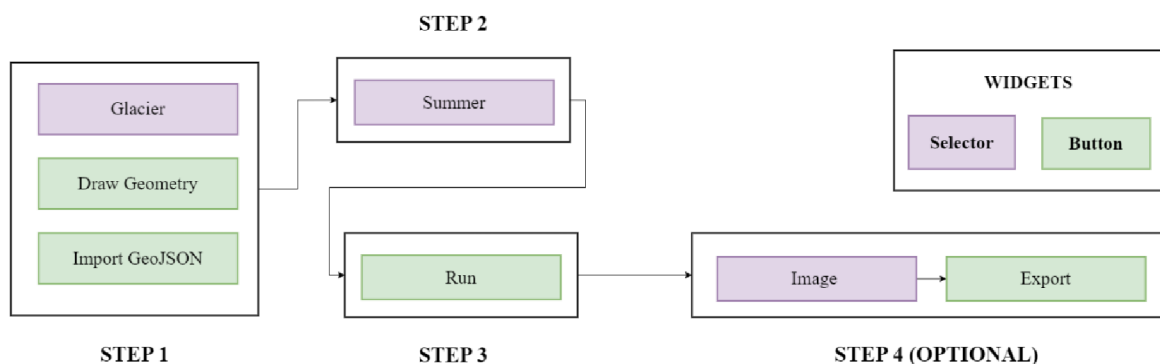 STEP 2
Glacier
Draw Geometry
Import GeoJSON
STEP 1
Summer
Run
STEP 3
WIDGETS
Selector
Button
Image
Export
STEP 4 (OPTIONAL)